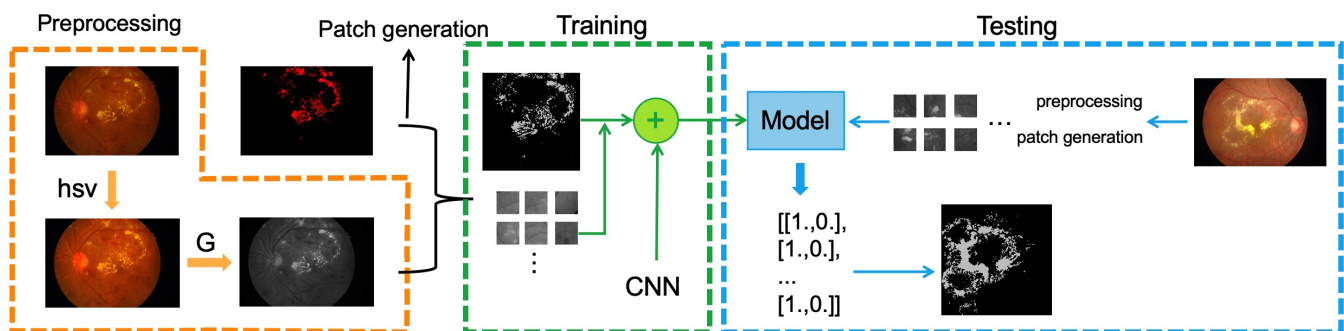 Preprocessing
Patch generation
Training
Testing
hsv
G
+
CNN
Model
...
preprocessing
patch generation
[[1.,0.],
[1.,0.],
...
[1.,0.]]